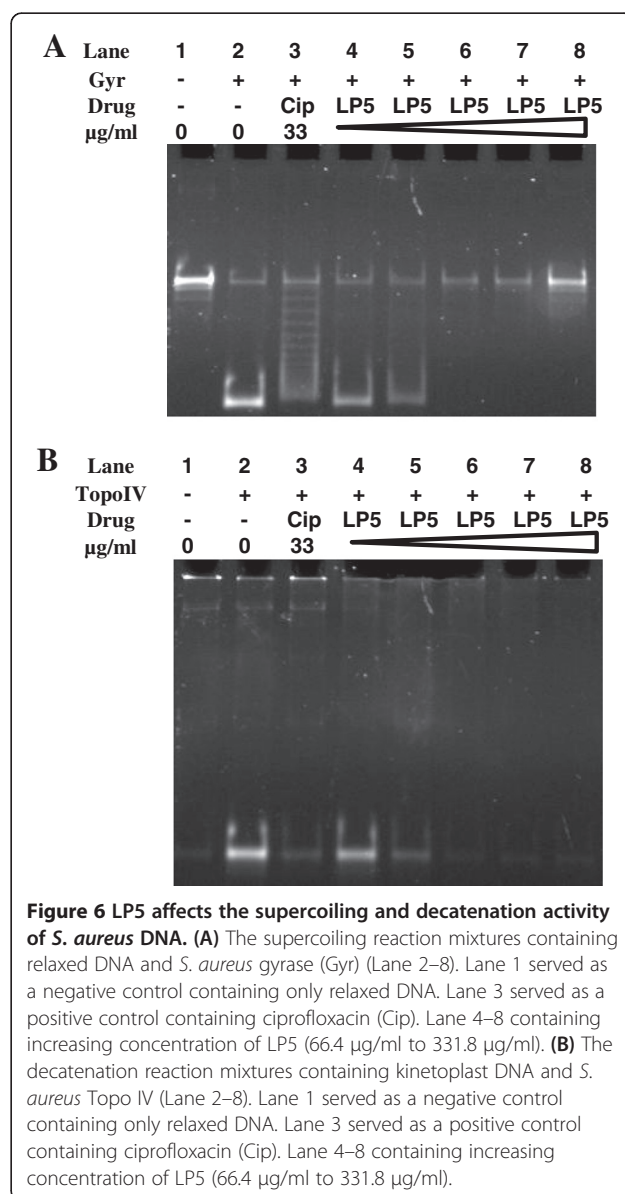 A Lane 1 2 3 4 5 6 7 8
Gyr - + + + + + + +
Drug - - Cip LP5 LP5 LP5 LP5 LP5
µg/ml 0 0 33
B Lane 1 2 3 4 5 6 7 8
TopoIV - + + + + + + +
Drug - - Cip LP5 LP5 LP5 LP5 LP5
µg/ml 0 0 33
Figure 6 LP5 affects the supercoiling and decatenation activity
of S. aureus DNA. (A) The supercoiling reaction mixtures containing
relaxed DNA and S. aureus gyrase (Gyr) (Lane 2–8). Lane 1 served as
a negative control containing only relaxed DNA. Lane 3 served as a
positive control containing ciprofloxacin (Cip). Lane 4–8 containing
increasing concentration of LP5 (66.4 µg/ml to 331.8 µg/ml). (B) The
decatenation reaction mixtures containing kinetoplast DNA and S.
aureus Topo IV (Lane 2–8). Lane 1 served as a negative control
containing only relaxed DNA. Lane 3 served as a positive control
containing ciprofloxacin (Cip). Lane 4–8 containing increasing
concentration of LP5 (66.4 µg/ml to 331.8 µg/ml).